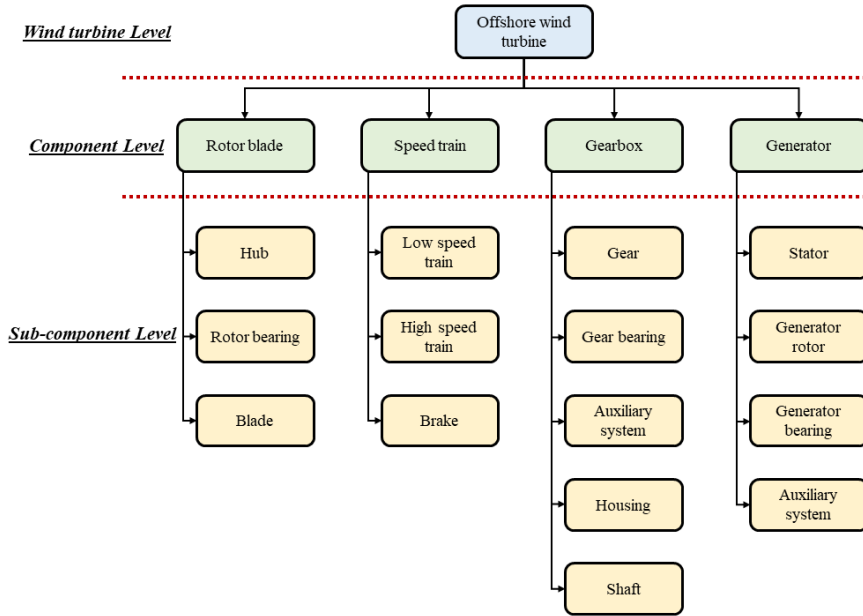 Wind turbine Level
Offshore wind
turbine
Component Level
Rotor blade
Speed train
Gearbox
Generator
Hub
Low speed
train
Gear
Stator
Sub-component Level
Rotor bearing
High speed
train
Gear bearing
Generator
rotor
Blade
Brake
Auxiliary
system
Generator
bearing
Housing
Auxiliary
system
Shaft